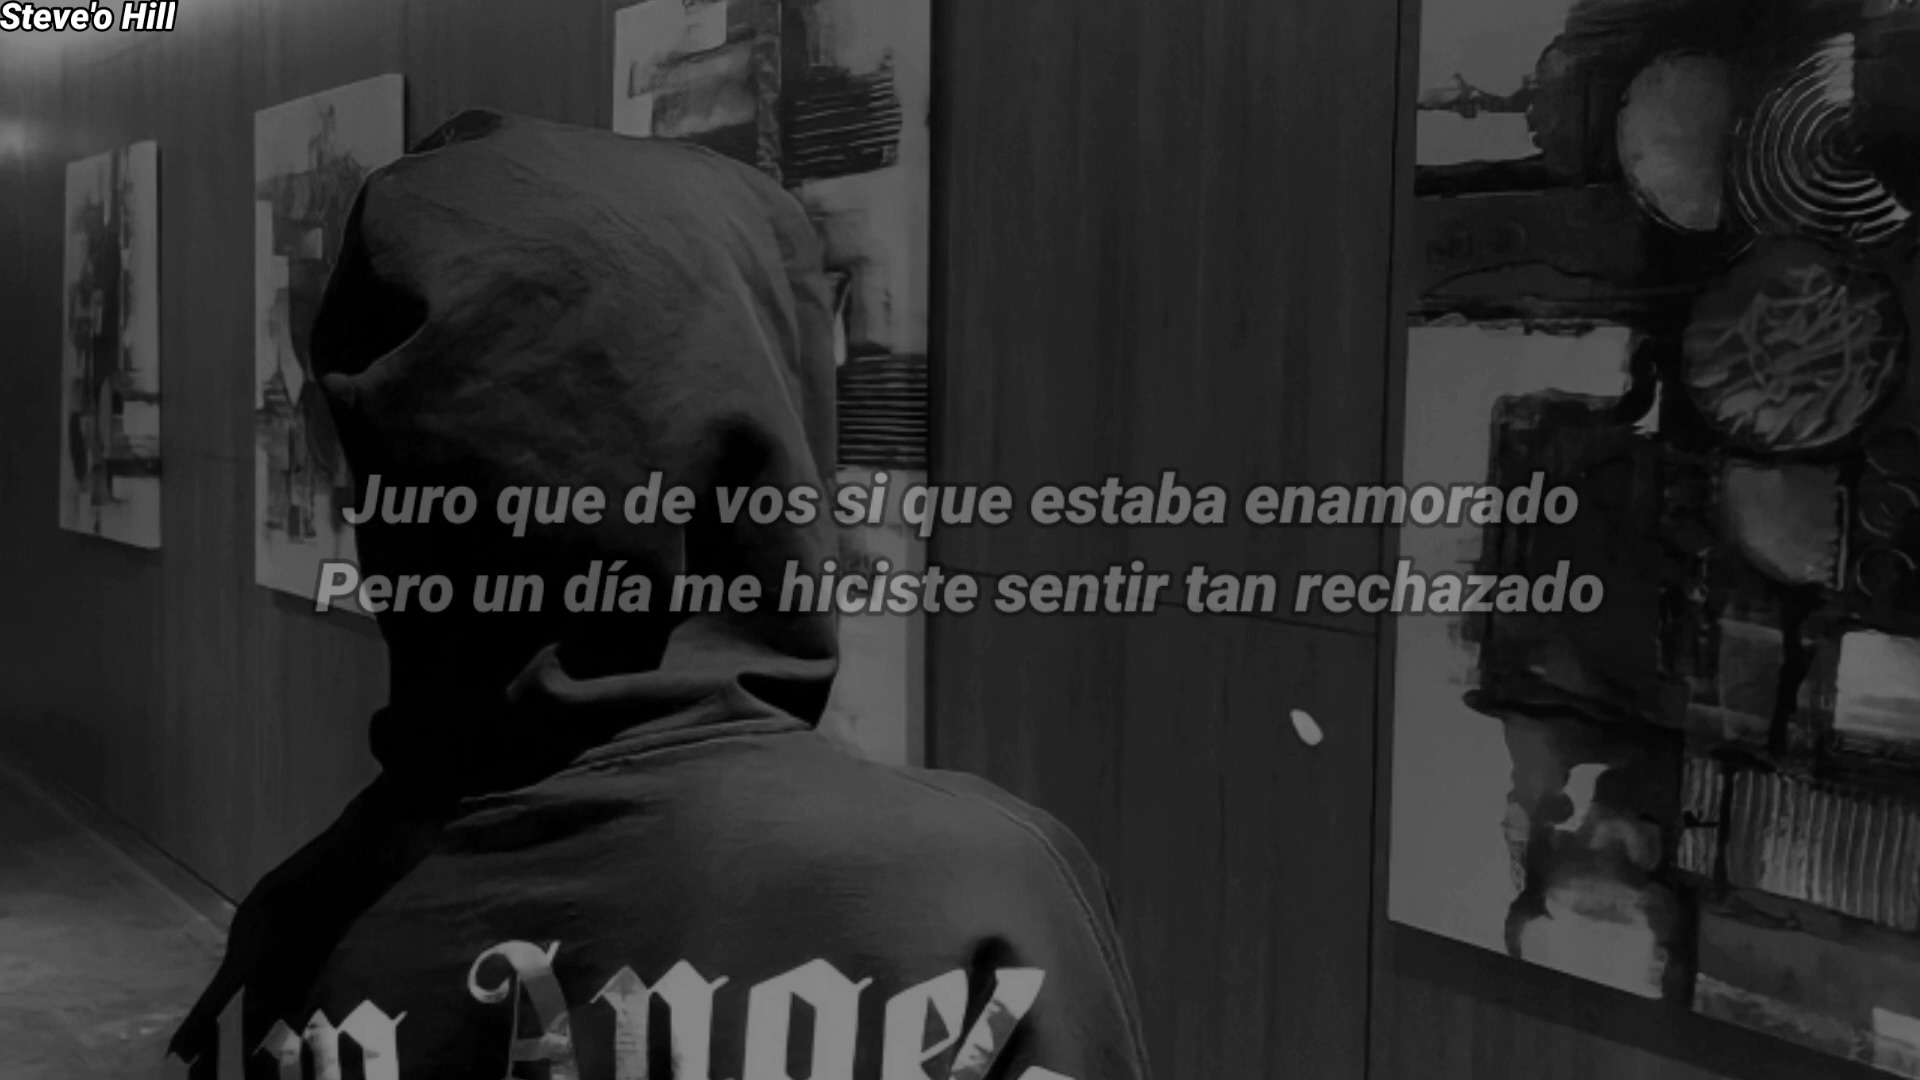 Steve'o Hill
Juro que de vos si que estaba enamorado
Pero un día me hiciste sentir tan rechazado